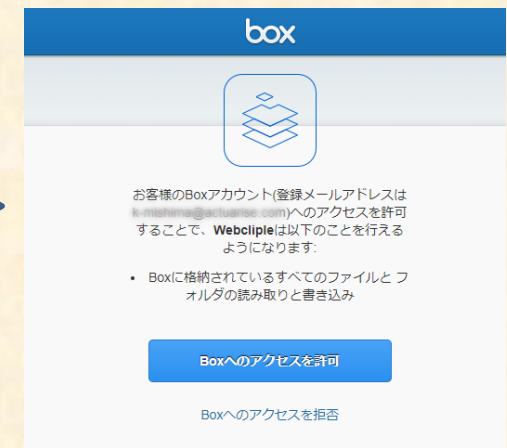 box
お客様のBoxアカウント(登録メールアドレスは
)へのアクセスを許可
することで、Webclipleは以下のことを行える
ようになります:
• Boxに格納されているすべてのファイルと フ
ォルダの読み取りと書き込み
Boxへのアクセスを許可
Boxへのアクセスを拒否